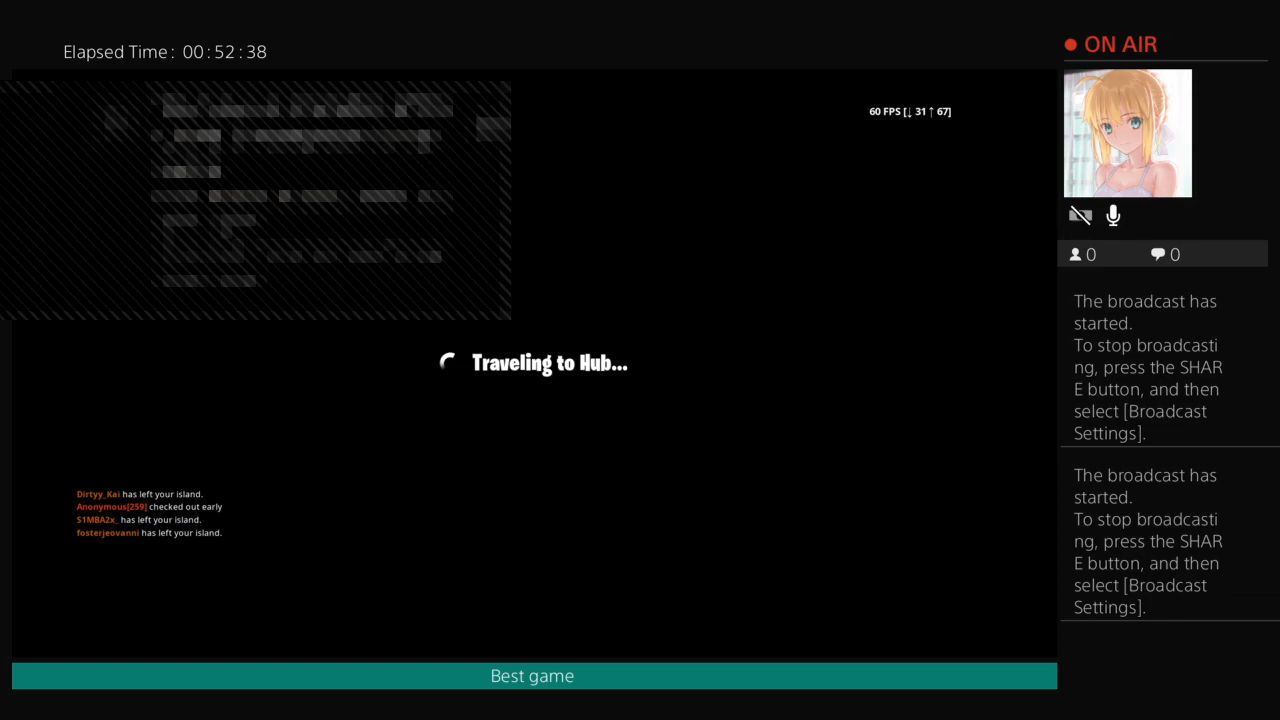 Elapsed Time: 00:52:38
ON AIR
60 FPS [↓ 31 ↑ 67]
0 0
Traveling to Hub...
Dirtyy_Kai has left your island.
Anonymous[259] checked out early
S1MBA2x_ has left your island.
fosterjeovanni has left your island.
The broadcast has
started.
To stop broadcasti
ng, press the SHAR
E button, and then
select [Broadcast
Settings].
The broadcast has
started.
To stop broadcasti
ng, press the SHAR
E button, and then
select [Broadcast
Settings].
Best game